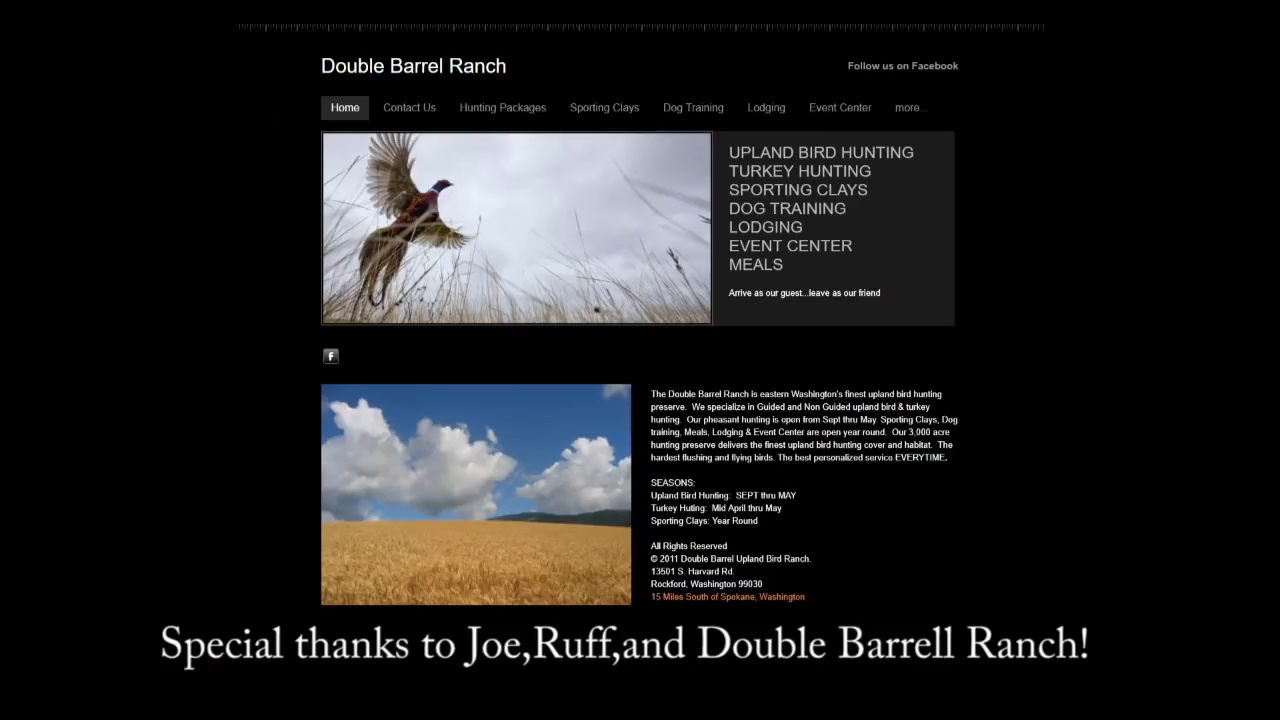 Double Barrel Ranch
Follow us on Facebook
Home Contact Us Hunting Packages Sporting Clays Dog Training Lodging Event Center more...
UPLAND BIRD HUNTING
TURKEY HUNTING
SPORTING CLAYS
DOG TRAINING
LODGING
EVENT CENTER
MEALS
Arrive as our guest...leave as our friend
f
The Double Barrel Ranch is eastern Washington's finest upland bird hunting
preserve. We specialize in Guided and Non Guided upland bird & turkey
hunting. Our pheasant hunting is open from Sept thru May. Sporting Clays, Dog
training, Meals, Lodging & Event Center are open year round. Our 3,000 acre
hunting preserve delivers the finest upland bird hunting cover and habitat. The
hardest flushing and flying birds. The best personalized service EVERYTIME.
SEASONS:
Upland Bird Hunting: SEPT thru MAY
Turkey Huting: Mid April thru May
Sporting Clays: Year Round
All Rights Reserved
© 2011 Double Barrel Upland Bird Ranch.
13501 S. Harvard Rd.
Rockford, Washington 99030
15 Miles South of Spokane, Washington
Special thanks to Joe,Ruff,and Double Barrell Ranch!